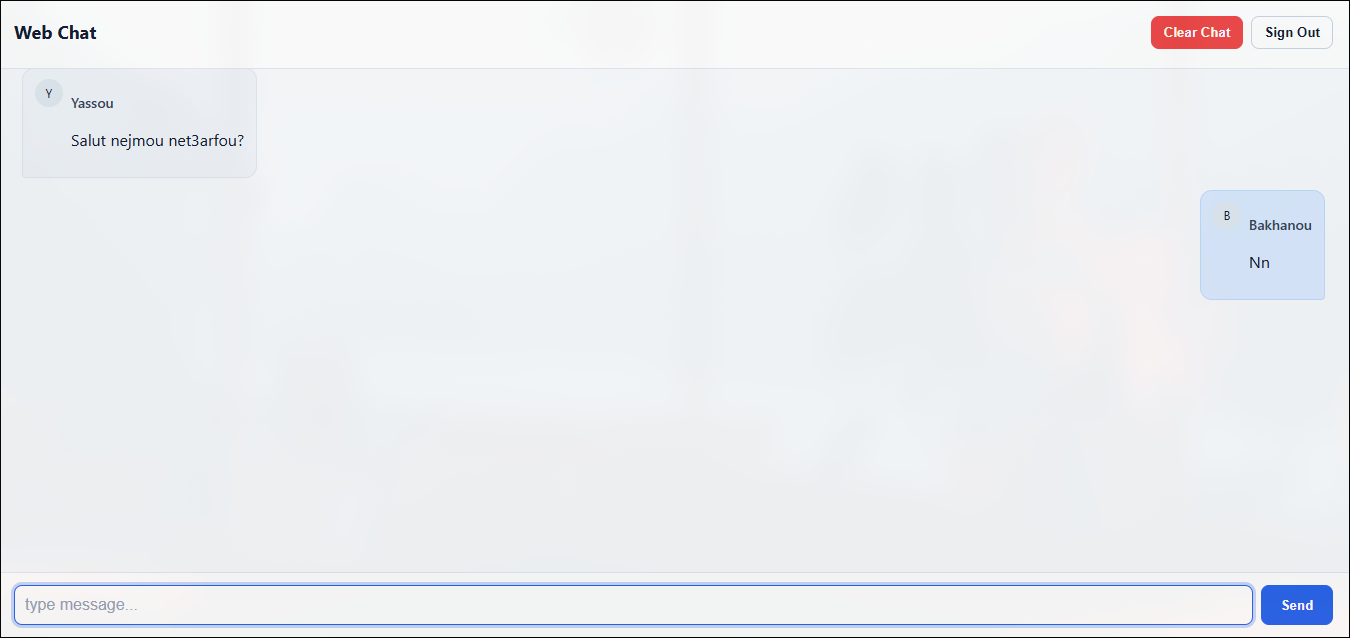 Web Chat
Clear Chat
Sign Out
Y
Yassou
Salut nejmou net3arfou?
B
Bakhanou
Nn
type message...
Send